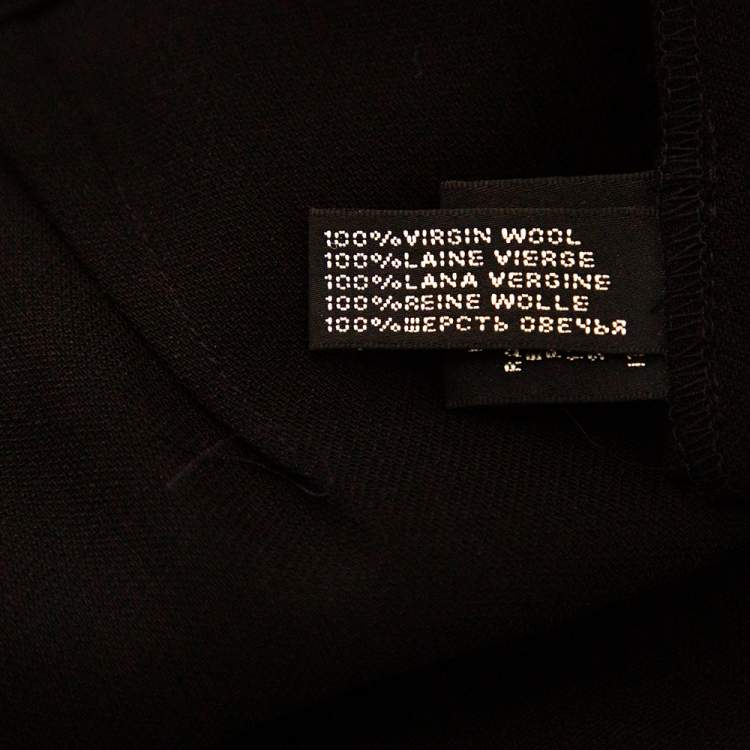 100%VIRGIN WOOL
100%LAINE VIERGE
100%LANA VERGINE
100%REINE WOLLE
100%ШЕРСТЬ ОВЕЧЬЯ